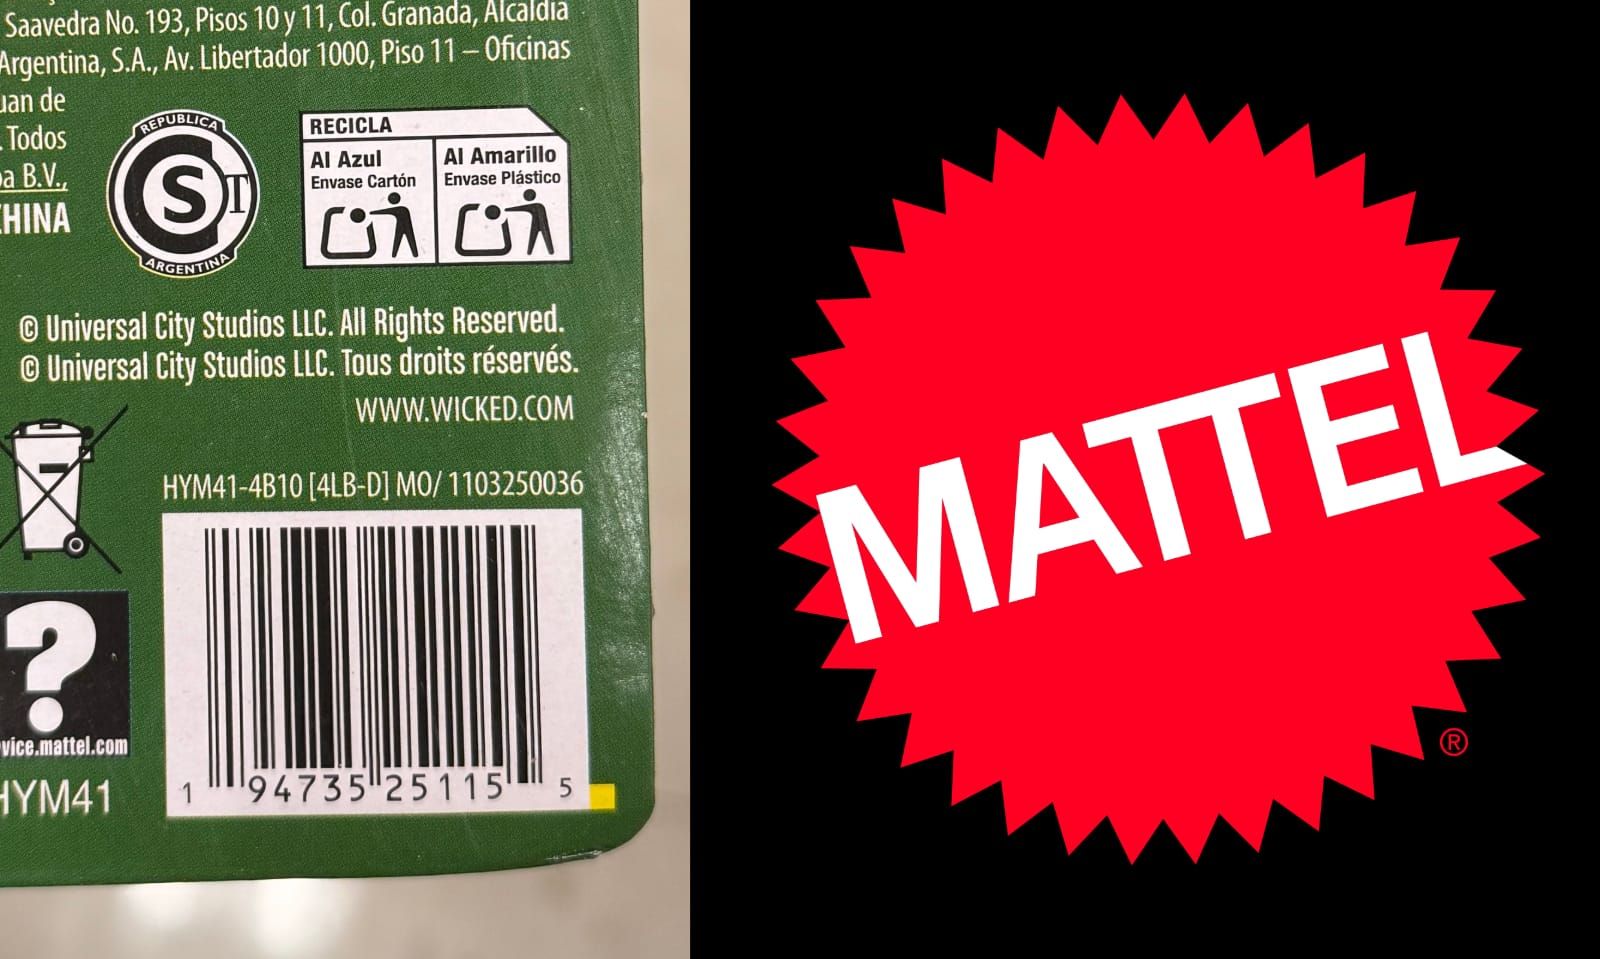 Saavedra No. 193, Pisos 10 y 11, Col. Granada, Alcaldía
Argentina, S.A., Av. Libertador 1000, Piso 11 – Oficinas
uan de
. Todos
pa B.V.,
CHINA
REPUBLICA
CST
ARGENTINA
RECICLA
Al Azul
Envase Cartón
Al Amarillo
Envase Plástico
© Universal City Studios LLC. All Rights Reserved.
© Universal City Studios LLC. Tous droits réservés.
WWW.WICKED.COM
HYM41-4B10 [4LB-D] MO/ 1103250036
?
vice.mattel.com
HYM41
1 94735 25115 5
MATTEL
®